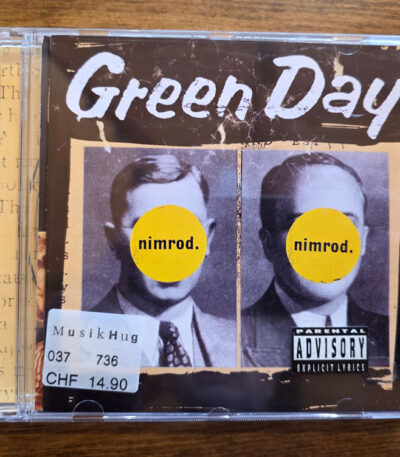 Green Day
nimrod.
nimrod.
MusikHug
037 736
CHF 14.90
PARENTAL
ADVISORY
EXPLICIT LYRICS